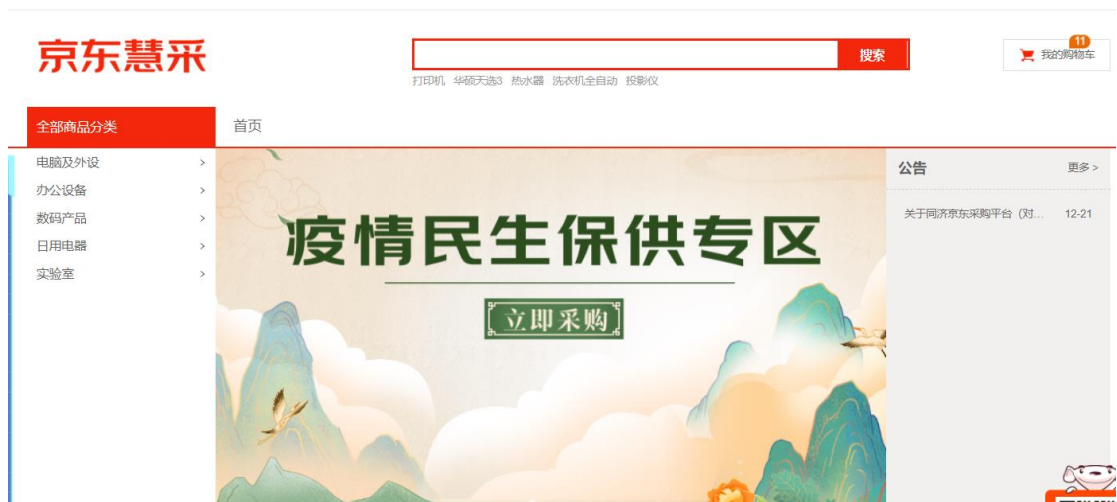 京东慧采
搜索
11
我的购物车
打印机 华硕天选3 热水器 洗衣机全自动 投影仪
全部商品分类
首页
电脑及外设 >
办公设备 >
数码产品 >
日用电器 >
实验室 >
疫情民生保供专区
立即采购
公告
更多 >
关于同济京东采购平台（对... 12-21